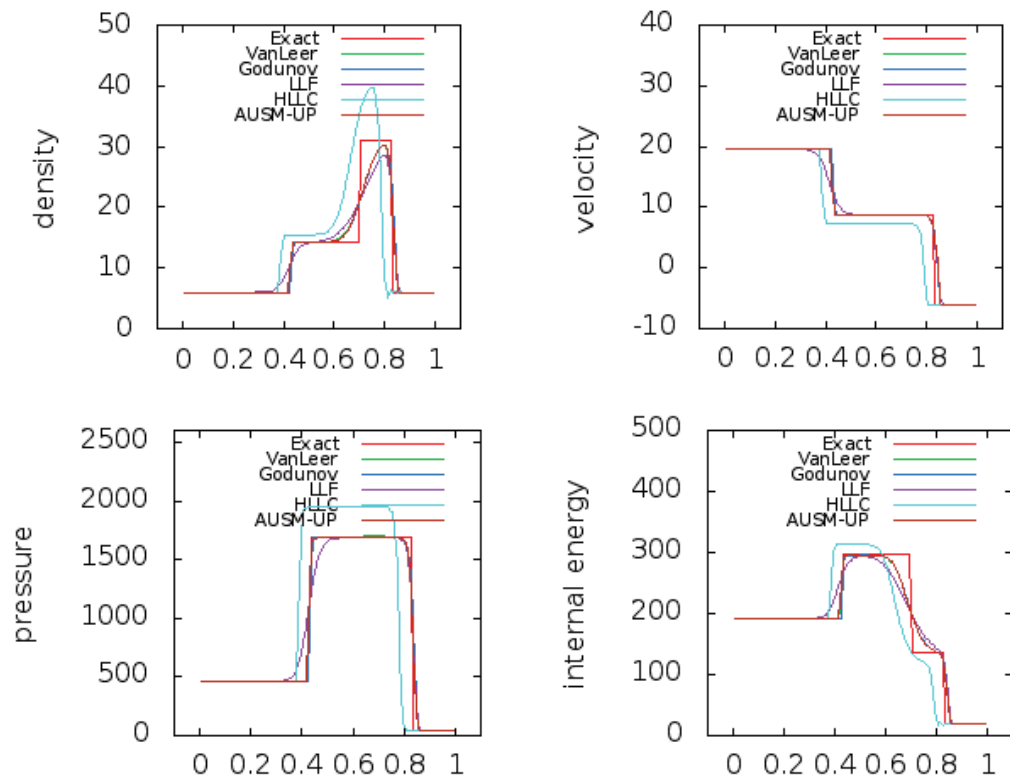 density
50
40
30
20
10
0
0 0.2 0.4 0.6 0.8 1
Exact
VanLeer
Godunov
LLF
HLLC
AUSM-UP
velocity
40
30
20
10
0
-10
0 0.2 0.4 0.6 0.8 1
Exact
VanLeer
Godunov
LLF
HLLC
AUSM-UP
pressure
2500
2000
1500
1000
500
0
0 0.2 0.4 0.6 0.8 1
Exact
VanLeer
Godunov
LLF
HLLC
AUSM-UP
internal energy
500
400
300
200
100
0
0 0.2 0.4 0.6 0.8 1
Exact
VanLeer
Godunov
LLF
HLLC
AUSM-UP